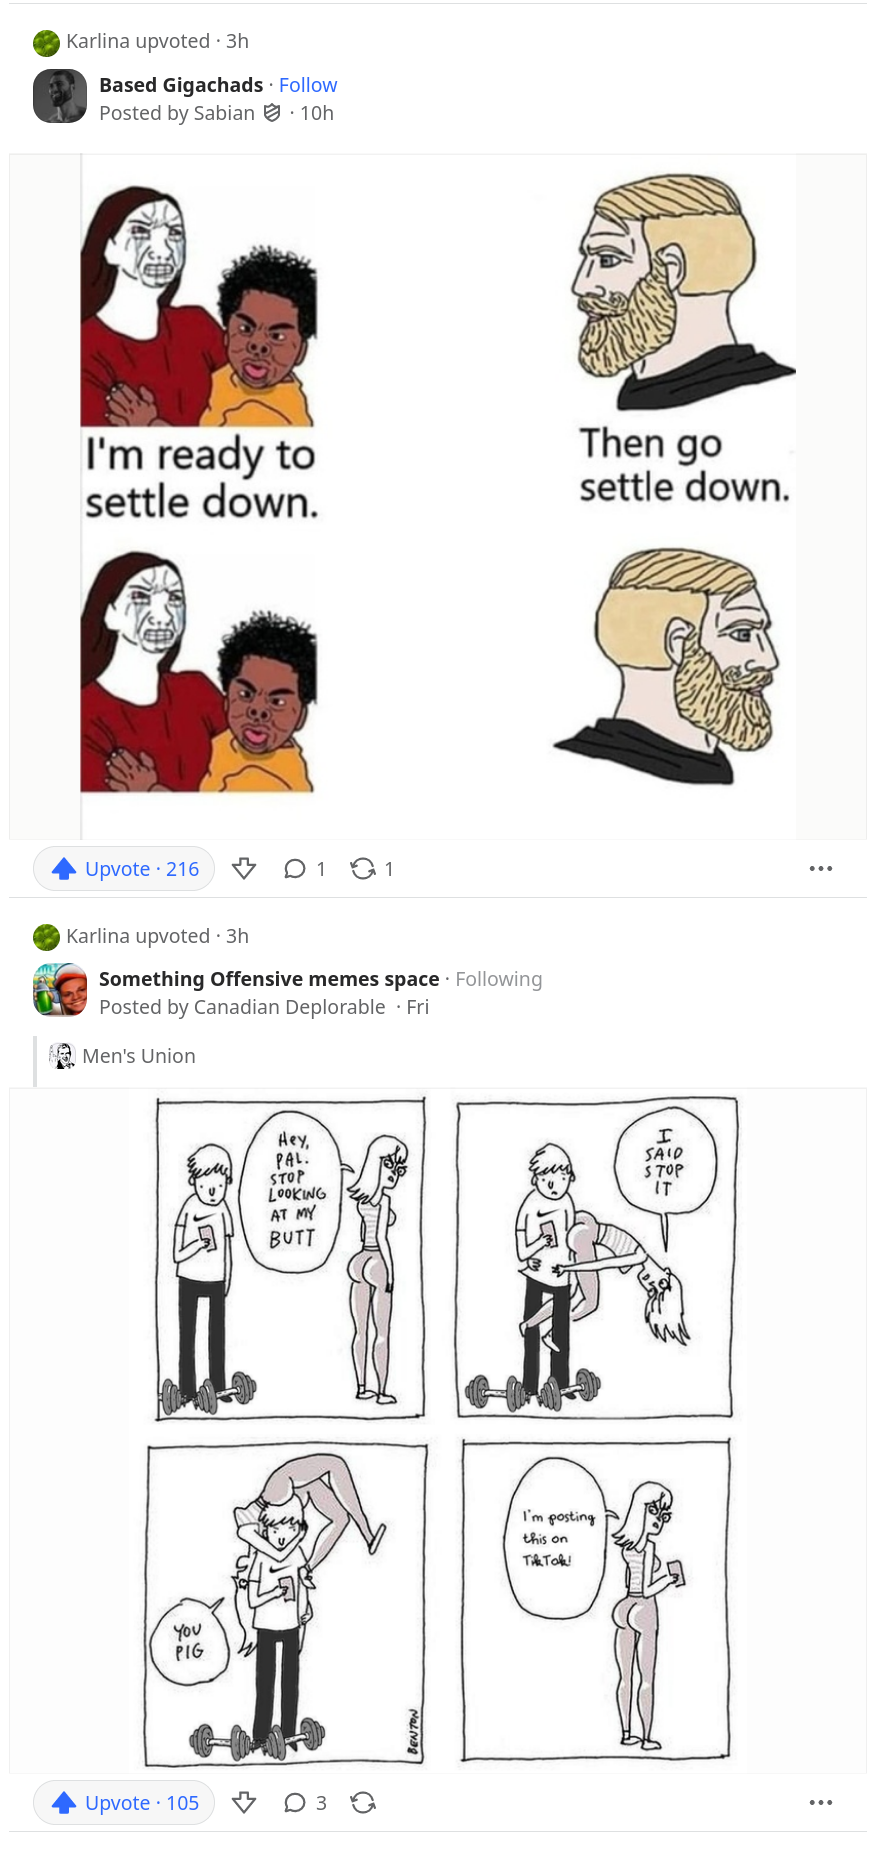 Karlina upvoted · 3h
Based Gigachads · Follow
Posted by Sabian · 10h
I'm ready to
settle down.
Then go
settle down.
Upvote · 216
1
1
Karlina upvoted · 3h
Something Offensive memes space · Following
Posted by Canadian Deplorable · Fri
Men's Union
Hey,
PAL.
STOP
LOOKING
AT MY
BUTT
I
SAID
STOP
IT
YOU
PIG
BENTON
I'm posting
this on
TikTok!
Upvote · 105
3